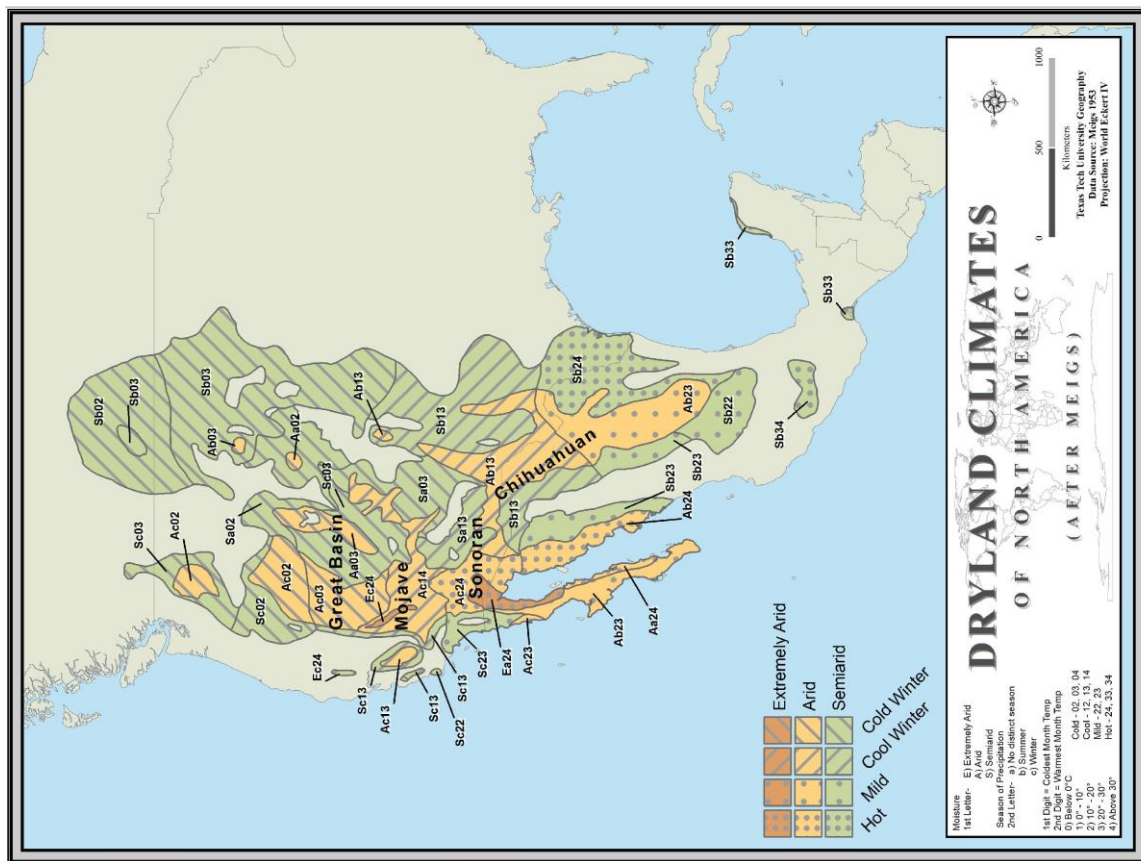 DRYLAND CLIMATES
OF NORTH AMERICA
(AFTER MEIGS)
Moisture
1st Letter- E) Extremely Arid
A) Arid
S) Semiarid
Season of Precipitation
2nd Letter- a) No distinct season
b) Summer
c) Winter
1st Digit = Coldest Month Temp
2nd Digit = Warmest Month Temp
0) Below 0°C Cold - 02, 03, 04
1) 0° - 10° Cool - 12, 13, 14
2) 10° - 20° Mild - 22, 23
3) 20° - 30° Hot - 24, 33, 34
4) Above 30°
0 500 1000
Kilometers
Texas Tech University Geography
Data Source: Meigs 1953
Projection: World Eckert IV
Extremely Arid
Arid
Semiarid
Hot
Mild
Cool Winter
Cold Winter
Great Basin
Mojave
Sonoran
Chihuahuan
Sc03
Ac02
Sa02
Sb02
Sb03
Sb03
Ab03
Aa02
Sc03
Sc02
Ac02
Ac03
Aa03
Ec24
Ec24
Sa03
Ab13
Sb13
Sc13
Ac13
Sc13
Sc22
Sc13
Ac14
Sa13
Ac24
Sc23
Ea24
Ac23
Sb13
Ab13
Sb24
Ab23
Sb22
Sb23
Sb23
Ab24
Ab23
Aa24
Sb34
Sb33
Sb33